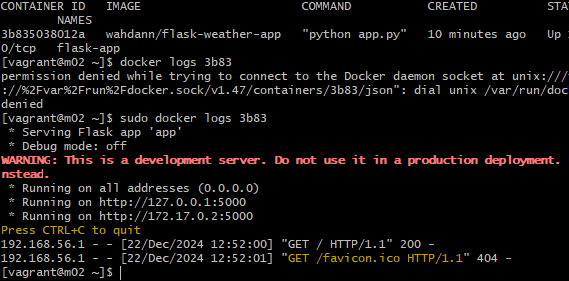 CONTAINER ID   IMAGE                       COMMAND           CREATED          STA
        NAMES
3b835038012a   wahdann/flask-weather-app   "python app.py"   10 minutes ago   Up
0/tcp   flask-app
[vagrant@m02 ~]$ docker logs 3b83
permission denied while trying to connect to the Docker daemon socket at unix:///
://%2Fvar%2Frun%2Fdocker.sock/v1.47/containers/3b83/json": dial unix /var/run/doc
denied
[vagrant@m02 ~]$ sudo docker logs 3b83
 * Serving Flask app 'app'
 * Debug mode: off
WARNING: This is a development server. Do not use it in a production deployment.
nstead.
 * Running on all addresses (0.0.0.0)
 * Running on http://127.0.0.1:5000
 * Running on http://172.17.0.2:5000
Press CTRL+C to quit
192.168.56.1 - - [22/Dec/2024 12:52:00] "GET / HTTP/1.1" 200 -
192.168.56.1 - - [22/Dec/2024 12:52:01] "GET /favicon.ico HTTP/1.1" 404 -
[vagrant@m02 ~]$